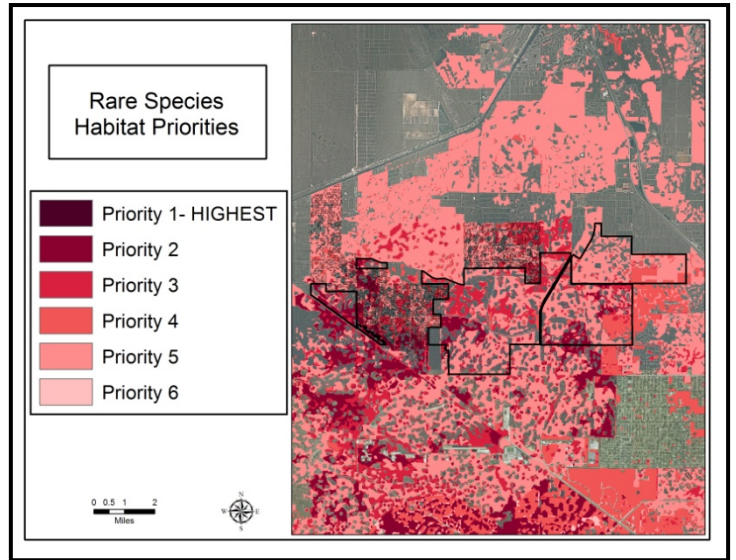 Rare Species
Habitat Priorities
Priority 1- HIGHEST
Priority 2
Priority 3
Priority 4
Priority 5
Priority 6
0 0.5 1 2
Miles
N
W E
S